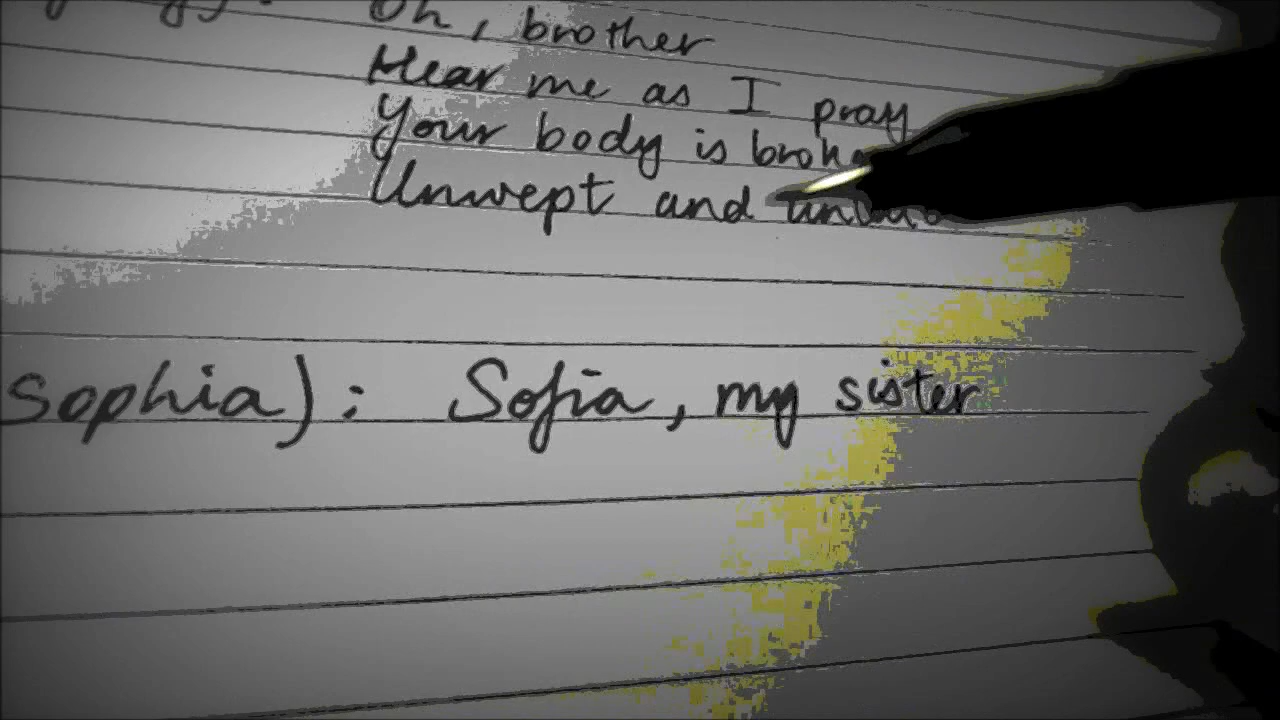 Oh, brother
Hear me as I pray
Your body is
Unwept and
Sophia): Sofia, my sister